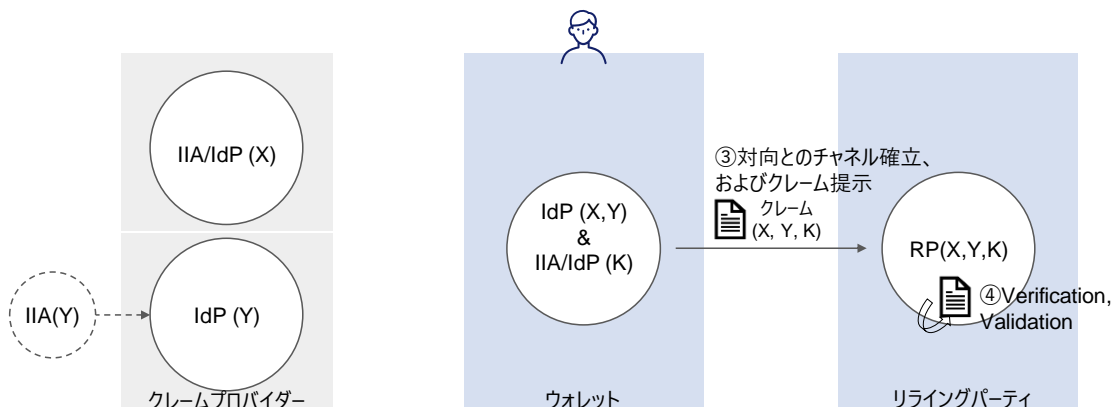 IIA/IdP (X)
IIA(Y)
IdP (Y)
クレームプロバイダー
IdP (X,Y)
&
IIA/IdP (K)
ウォレット
③対向とのチャネル確立、
およびクレーム提示
クレーム
(X, Y, K)
RP(X,Y,K)
④Verification,
Validation
リライングパーティ